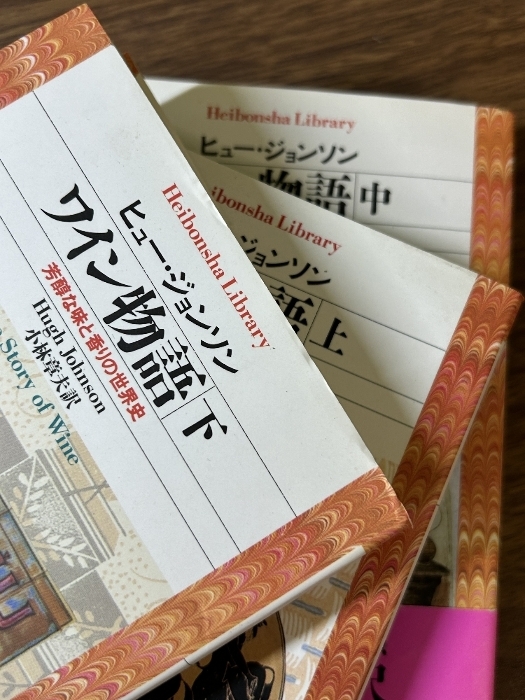 Heibonsha Library
ヒュー・ジョンソン
物語 中
Heibonsha Library
ジョンソン
語 上
Heibonsha Library
ヒュー・ジョンソン
ワイン物語 下
芳醇な味と香りの世界史
Hugh Johnson
小林章夫訳
Story of Wine